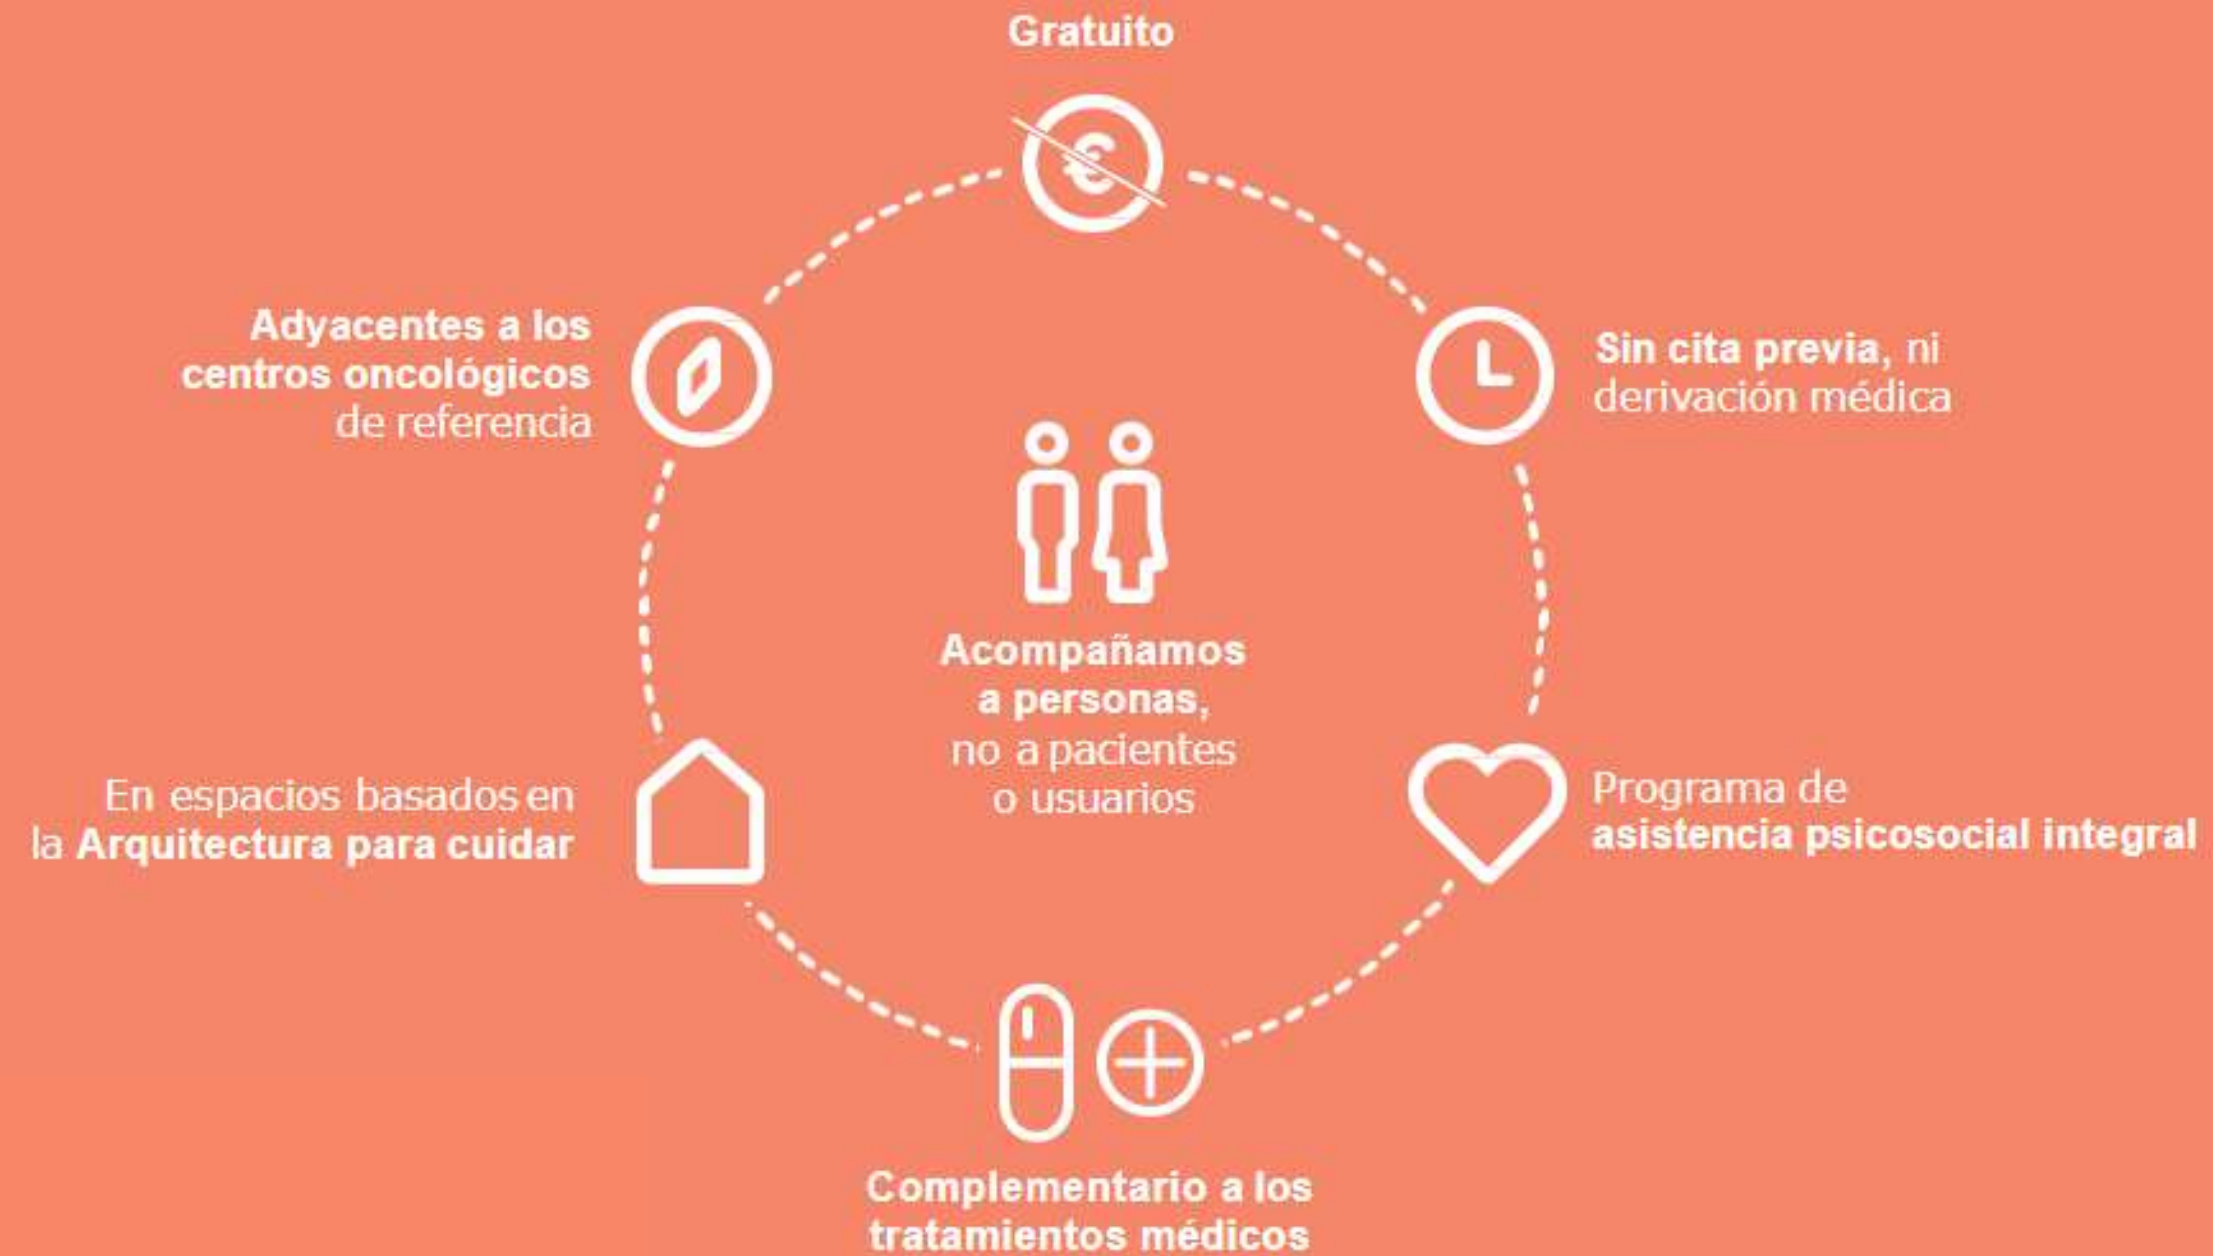 Gratuito
Adyacentes a los
centros oncológicos
de referencia
Sin cita previa, ni
derivación médica
Acompañamos
a personas,
no a pacientes
o usuarios
En espacios basados en
la Arquitectura para cuidar
Programa de
asistencia psicosocial integral
Complementario a los
tratamientos médicos